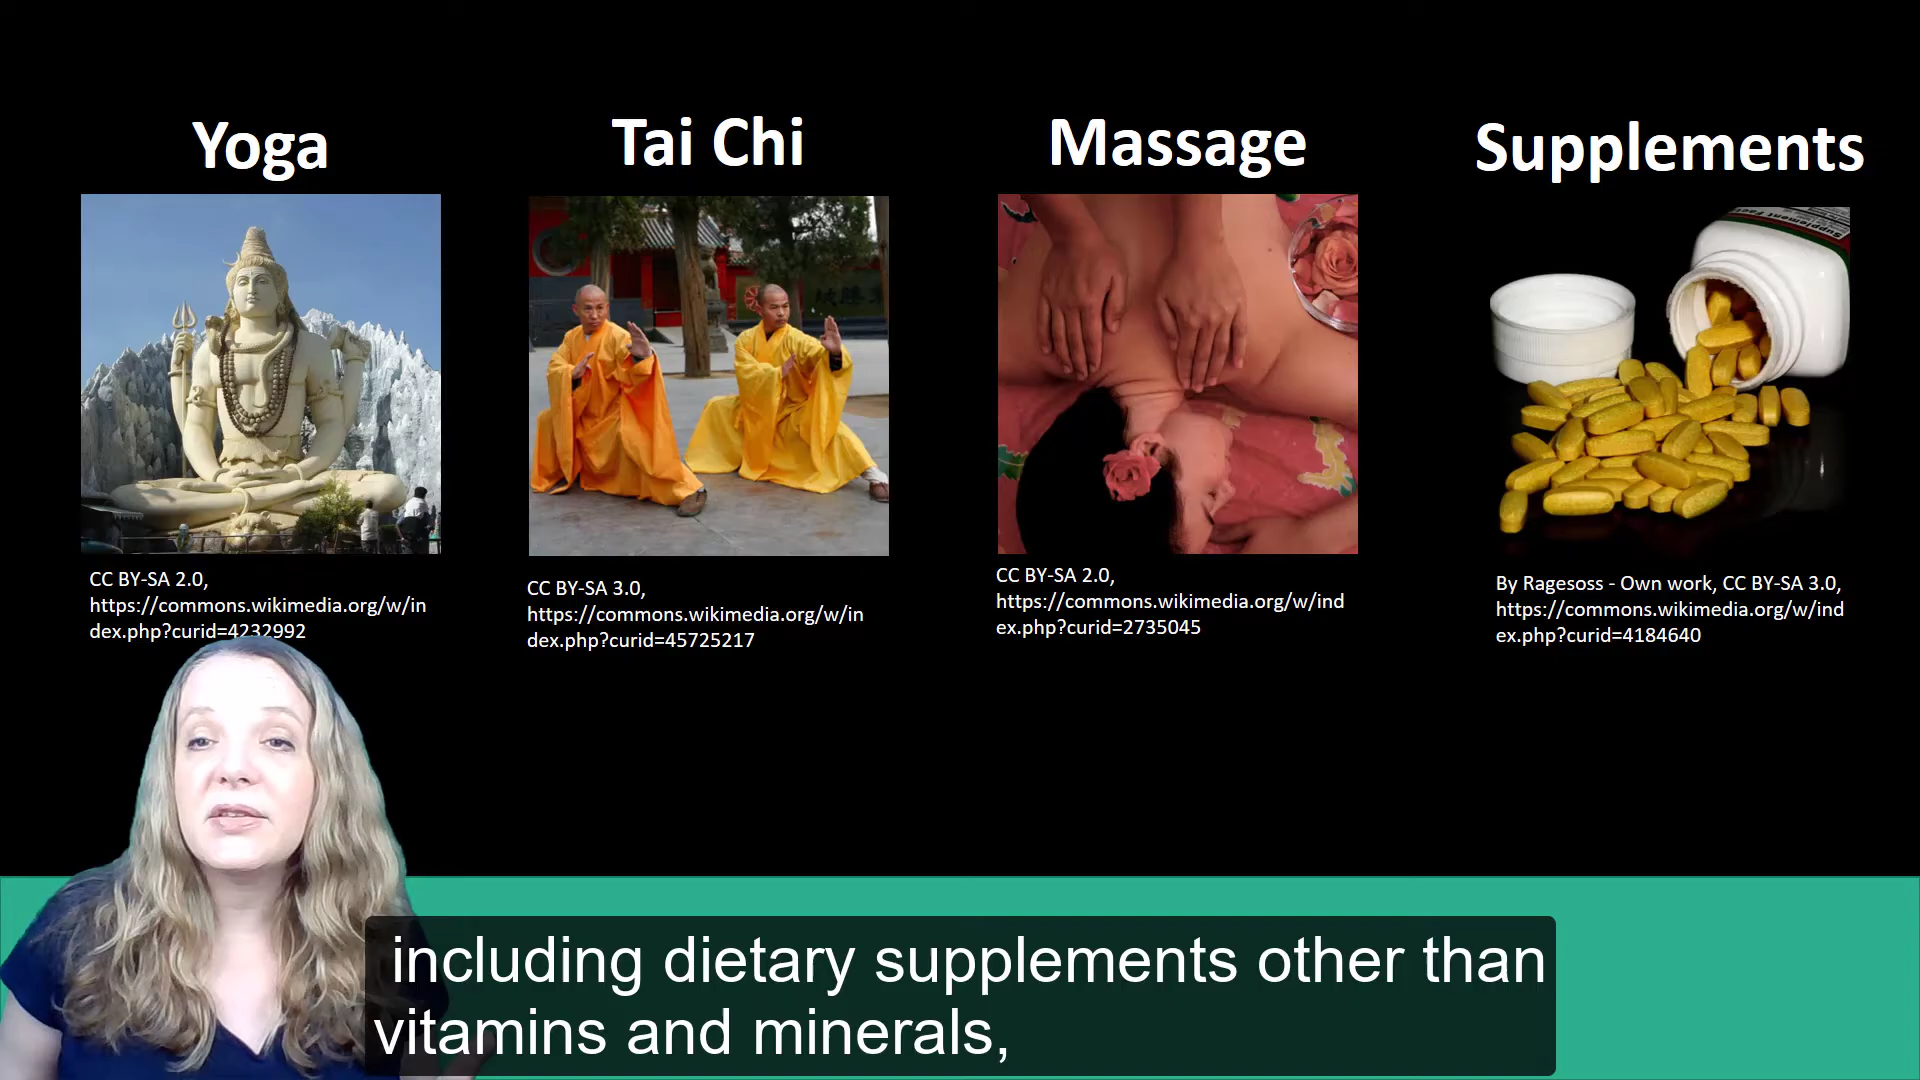 Yoga
Tai Chi
Massage
Supplements
Supplement Facts
CC BY-SA 2.0,
https://commons.wikimedia.org/w/in
dex.php?curid=4232992
CC BY-SA 3.0,
https://commons.wikimedia.org/w/in
dex.php?curid=45725217
CC BY-SA 2.0,
https://commons.wikimedia.org/w/ind
ex.php?curid=2735045
By Ragesoss - Own work, CC BY-SA 3.0,
https://commons.wikimedia.org/w/ind
ex.php?curid=4184640
including dietary supplements other than
vitamins and minerals,